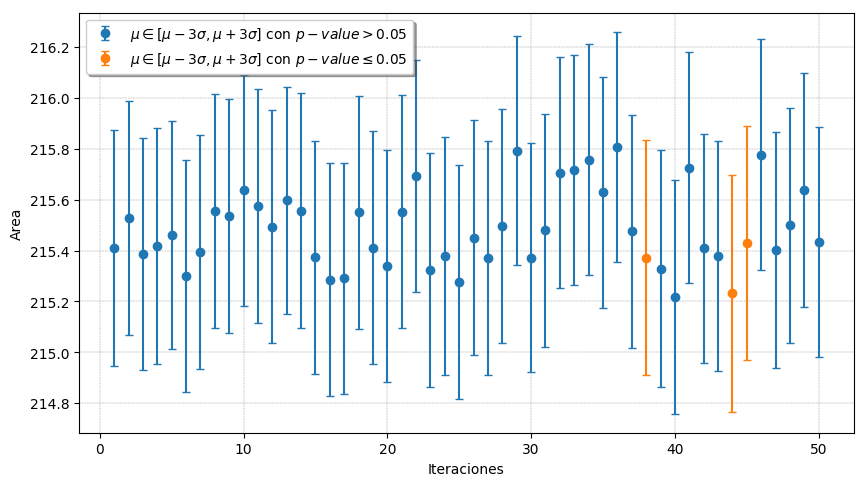 μ ∈ [μ − 3σ, μ + 3σ] con p − value > 0.05
μ ∈ [μ − 3σ, μ + 3σ] con p − value ≤ 0.05
216.2
216.0
215.8
215.6
215.4
215.2
215.0
214.8
Area
0 10 20 30 40 50
Iteraciones